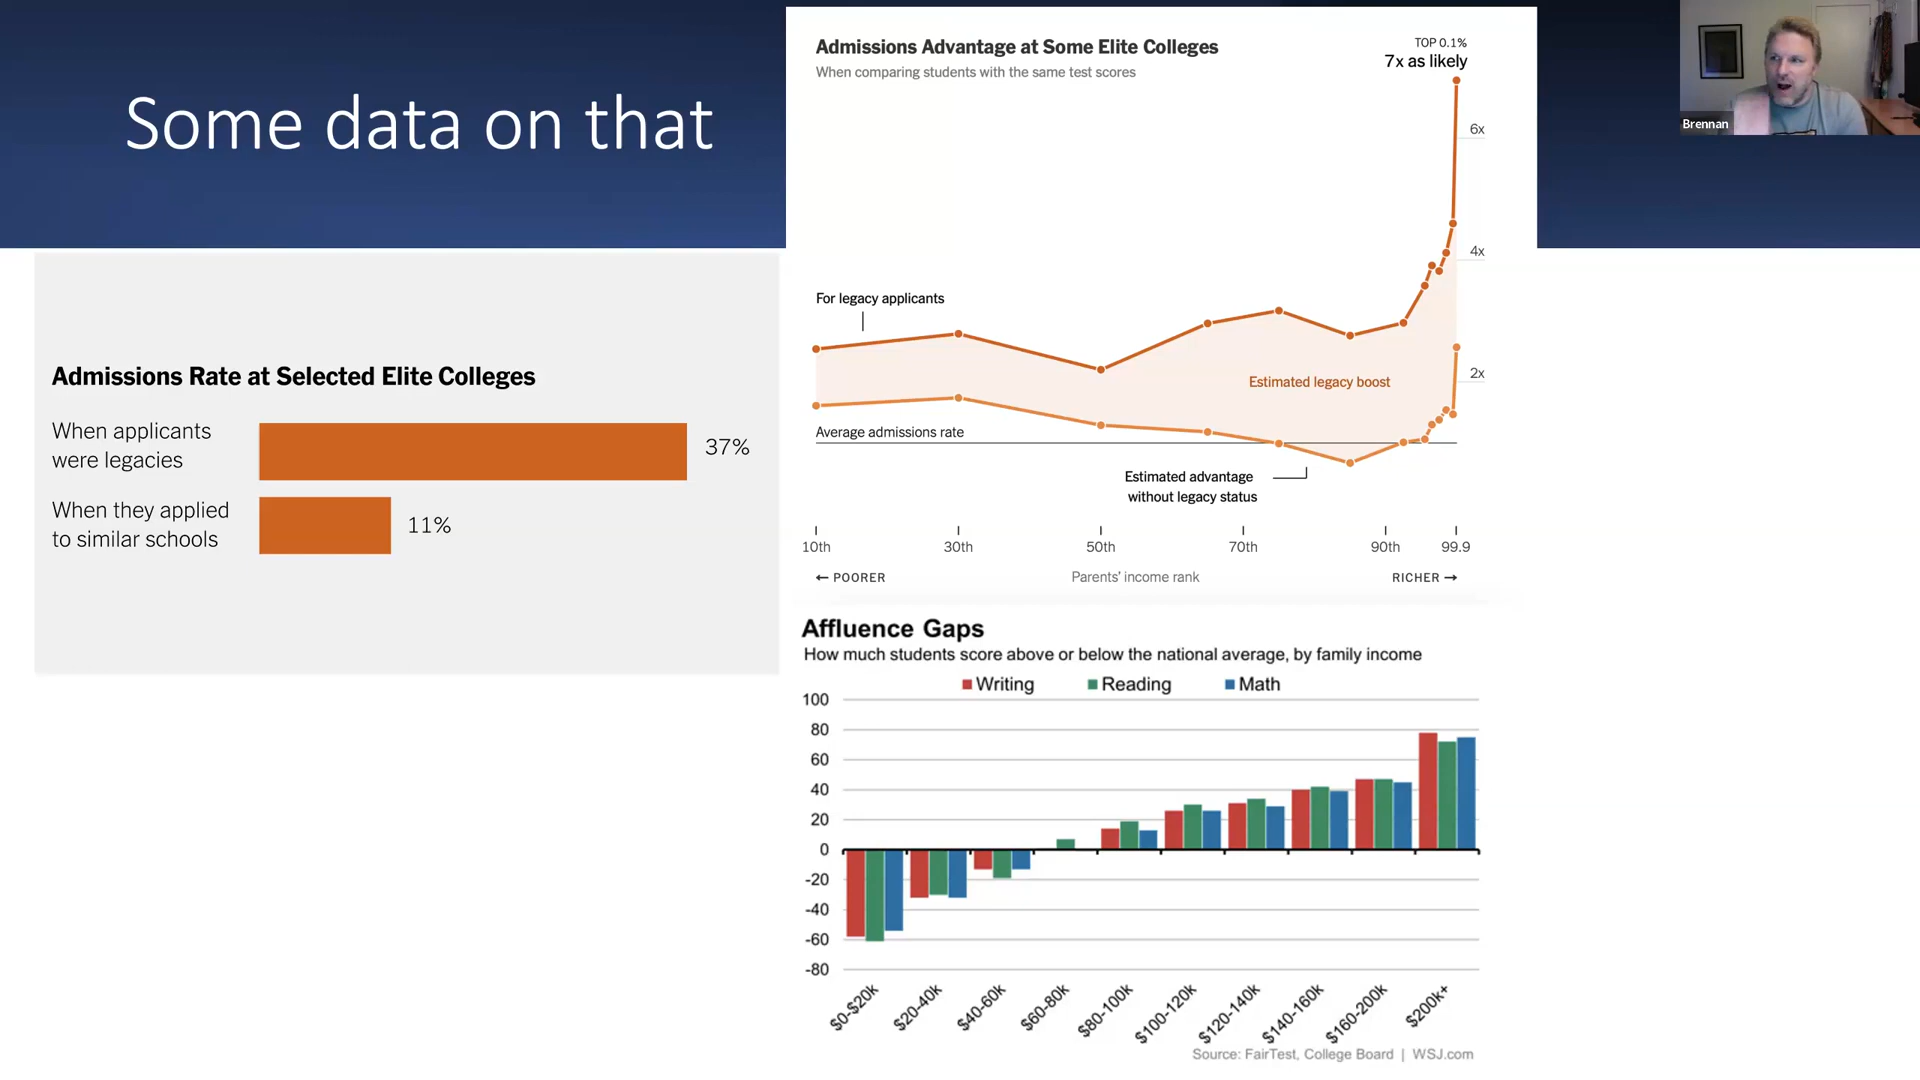 Some data on that
Brennan
Admissions Rate at Selected Elite Colleges
When applicants
were legacies
37%
When they applied
to similar schools
11%
Admissions Advantage at Some Elite Colleges
When comparing students with the same test scores
TOP 0.1%
7x as likely
6x
4x
2x
For legacy applicants
Estimated legacy boost
Average admissions rate
Estimated advantage
without legacy status
10th 30th 50th 70th 90th 99.9
← POORER Parents' income rank RICHER →
Affluence Gaps
How much students score above or below the national average, by family income
Writing Reading Math
100
80
60
40
20
0
-20
-40
-60
-80
$0-$20k $20-40k $40-60k $60-80k $80-100k $100-120k $120-140k $140-160k $160-200k $200k+
Source: FairTest, College Board | WSJ.com